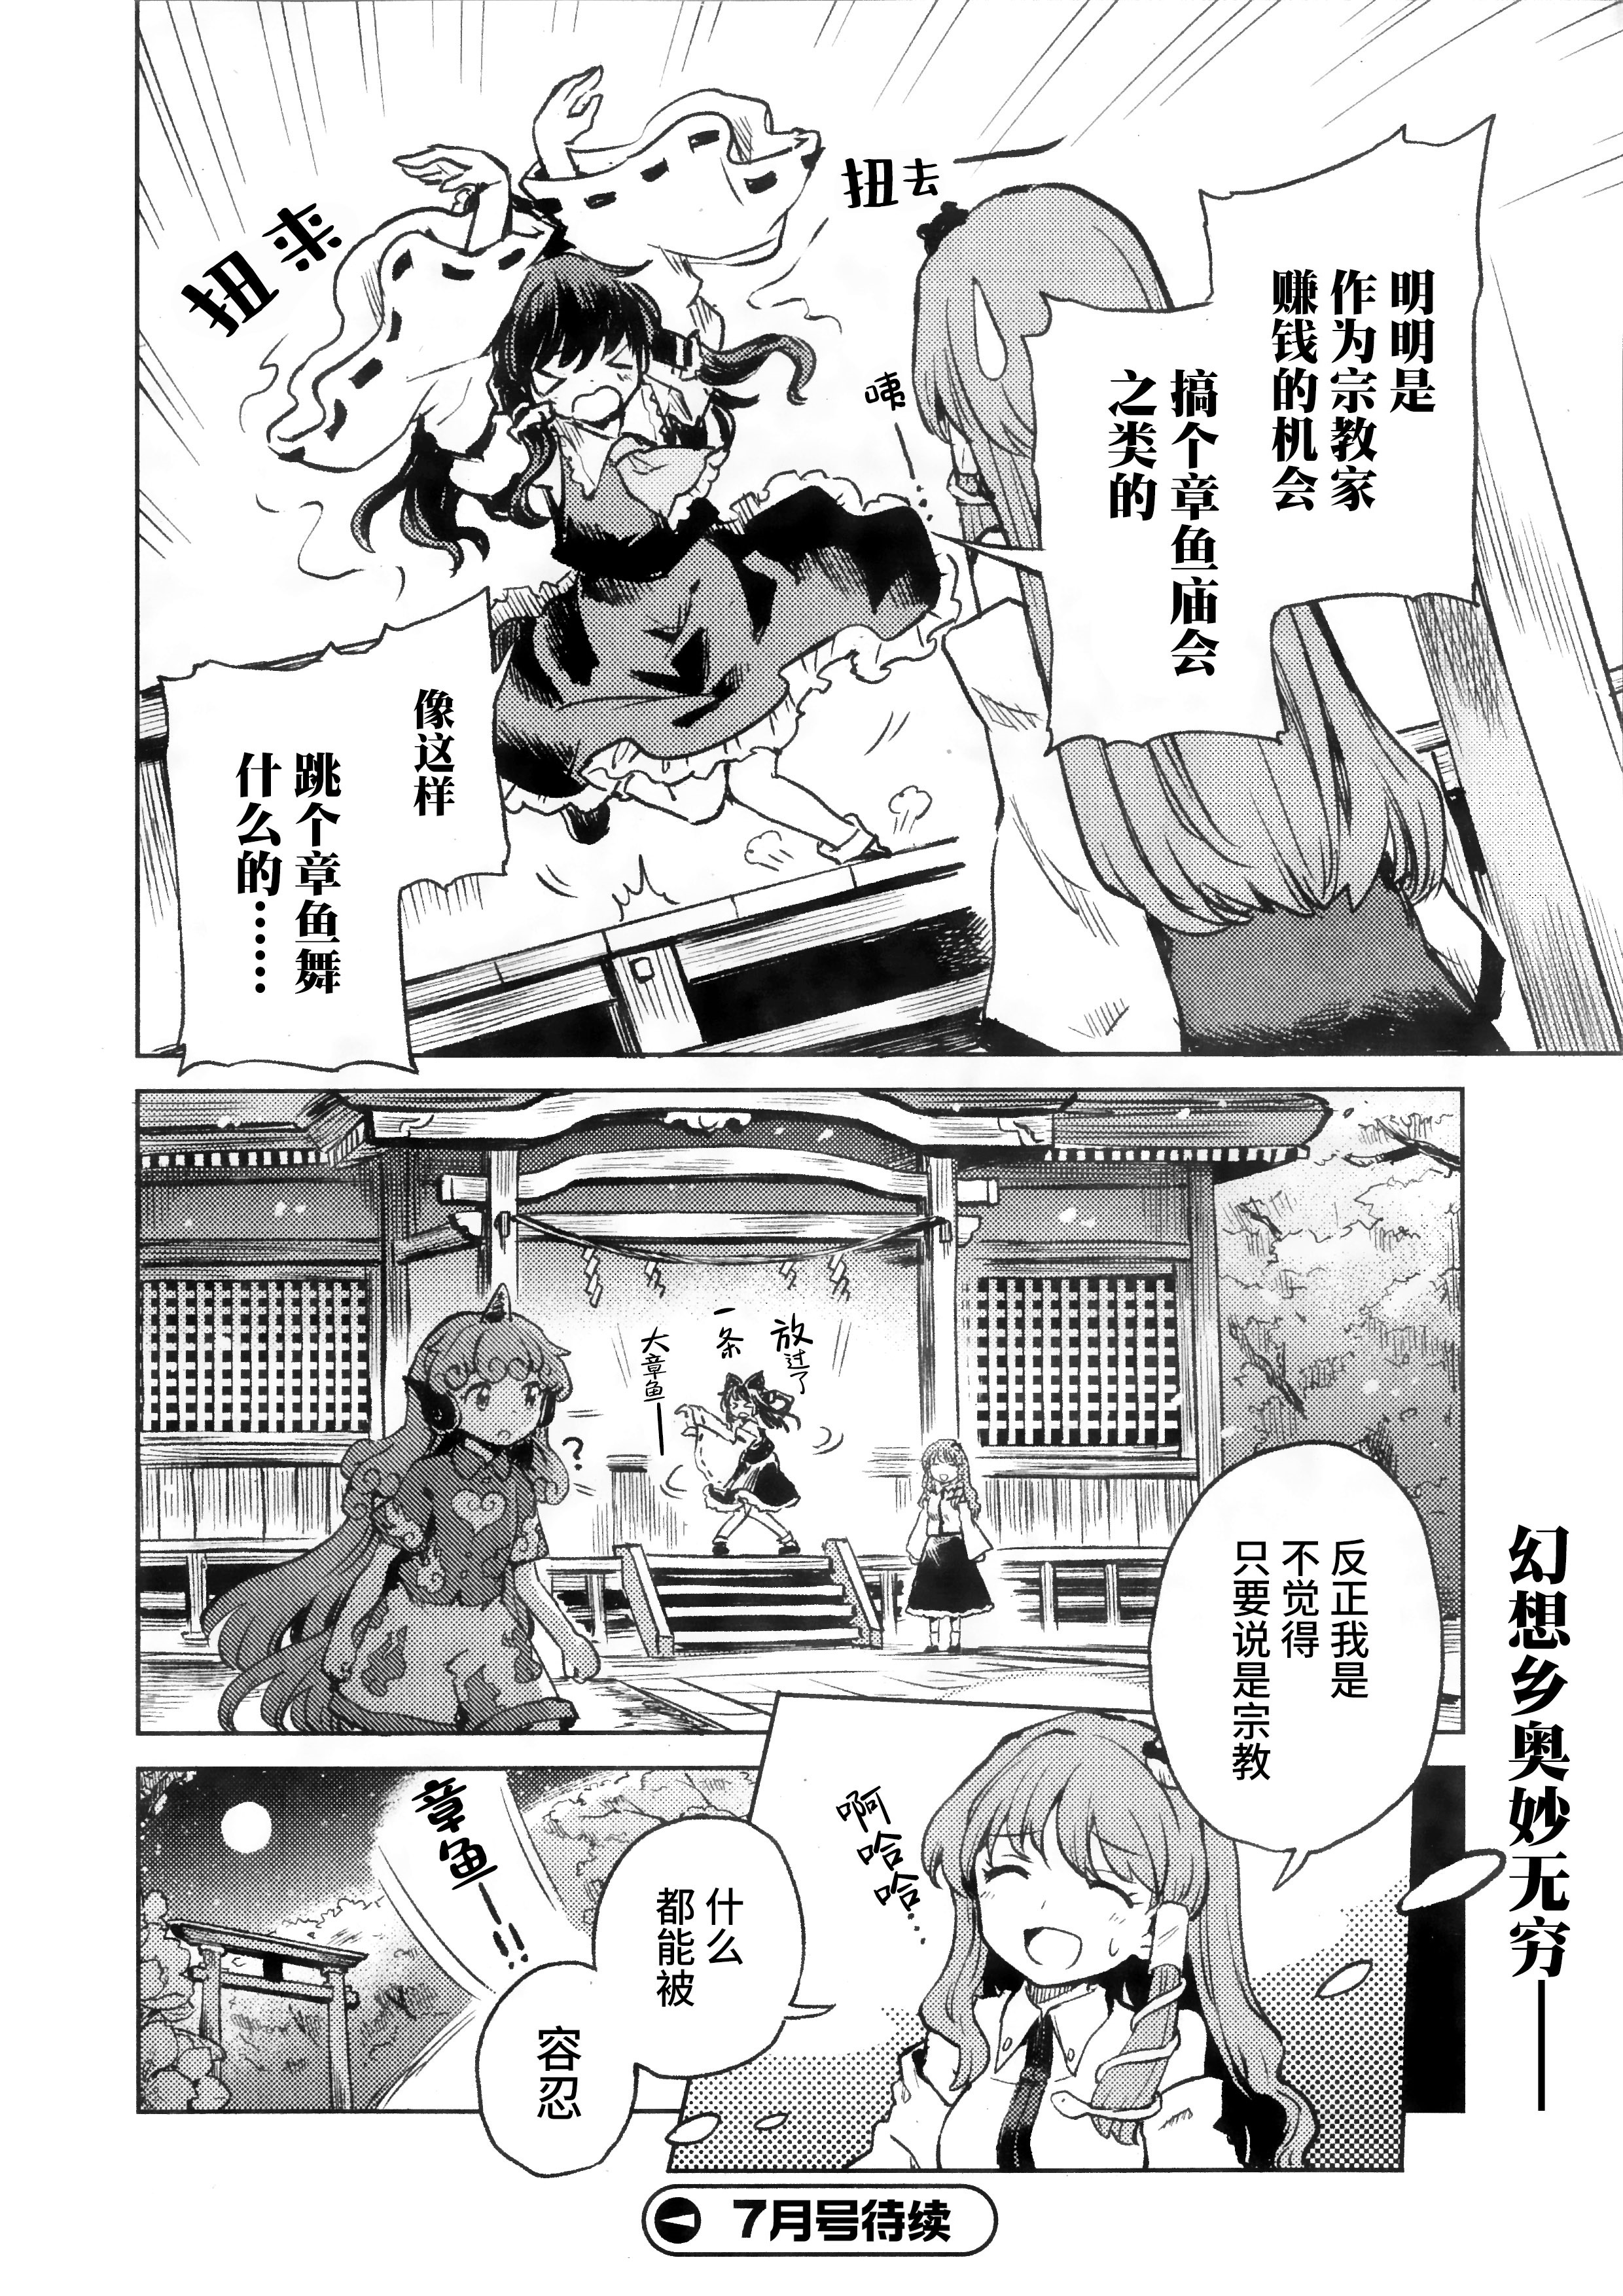 明明是
作为宗教家
赚钱的机会
搞个章鱼庙会
之类的
咦……
扭去
扭来
像这样
跳个章鱼舞
什么的……
放过了
一条
大章鱼——
?
反正我是
不觉得
只要说是宗教
啊哈哈…
什么
都能被
容忍
章鱼——!!
幻想乡奥妙无穷——
7月号待续